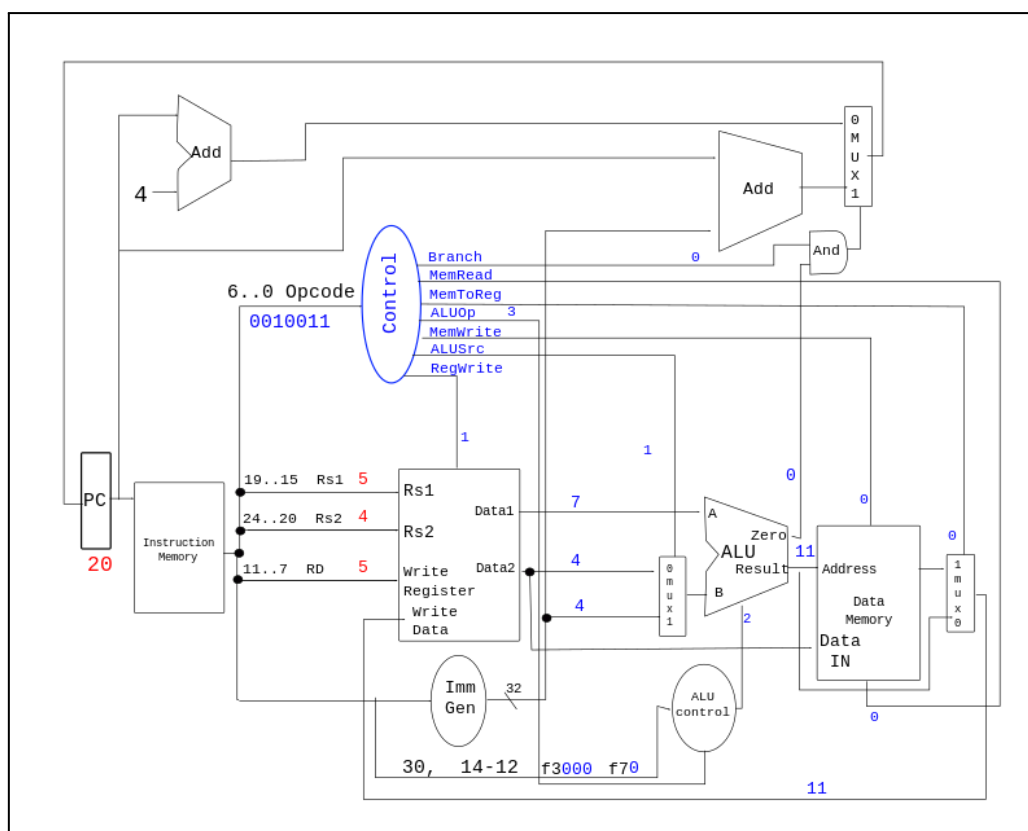 Add
4
Add
0
M
U
X
1
And
Control
Branch 0
MemRead
MemToReg
ALUOp 3
MemWrite
ALUSrc
RegWrite
6..0 Opcode
0010011
1
1
0
0
0
PC
20
Instruction
Memory
19..15 Rs1 5
24..20 Rs2 4
11..7 RD 5
Rs1
Rs2
Write
Register
Write
Data
Data1
Data2
7
4
4
0
m
u
x
1
A
B
ALU
Zero
Result
11
2
Address
Data
Memory
Data
IN
1
m
u
x
0
Imm
Gen
32
ALU
control
0
30, 14-12 f3000 f70
11